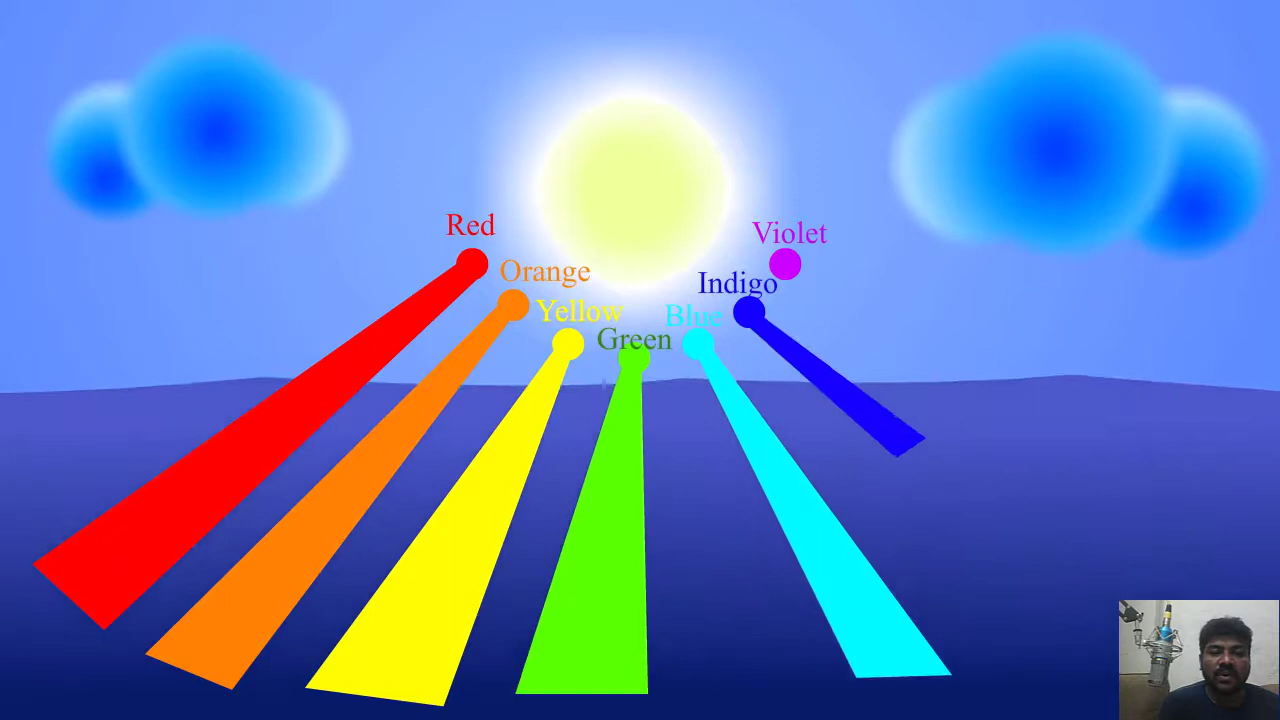 Red
Orange
Yellow
Green
Blue
Indigo
Violet